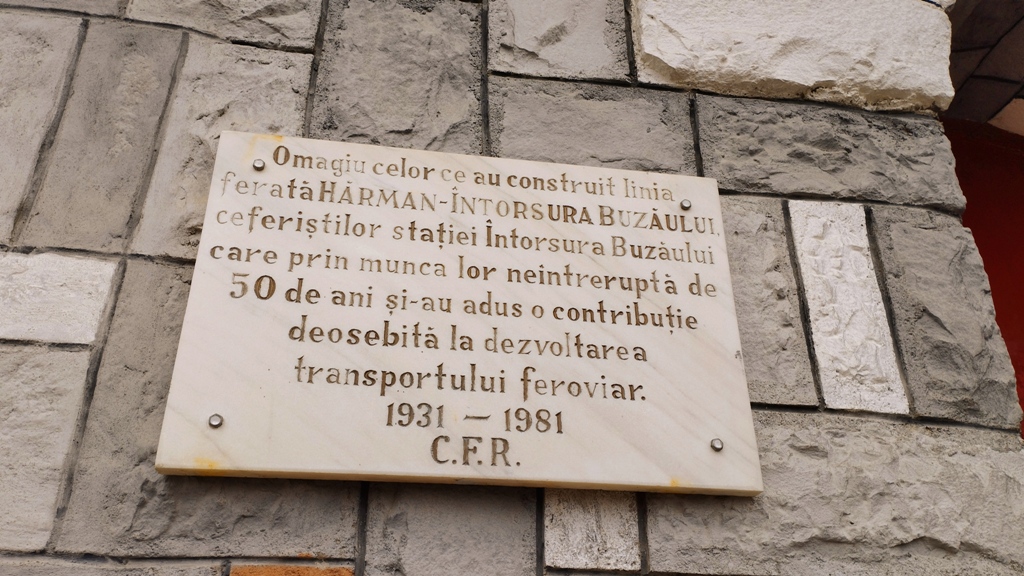 Omagiu celor ce au construit linia
ferată HĂRMAN-ÎNTORSURA BUZĂULUI,
ceferiștilor stației Întorsura Buzăului
care prin munca lor neintreruptă de
50 de ani și-au adus o contribuție
deosebită la dezvoltarea
transportului feroviar.
1931 — 1981
C.F.R.